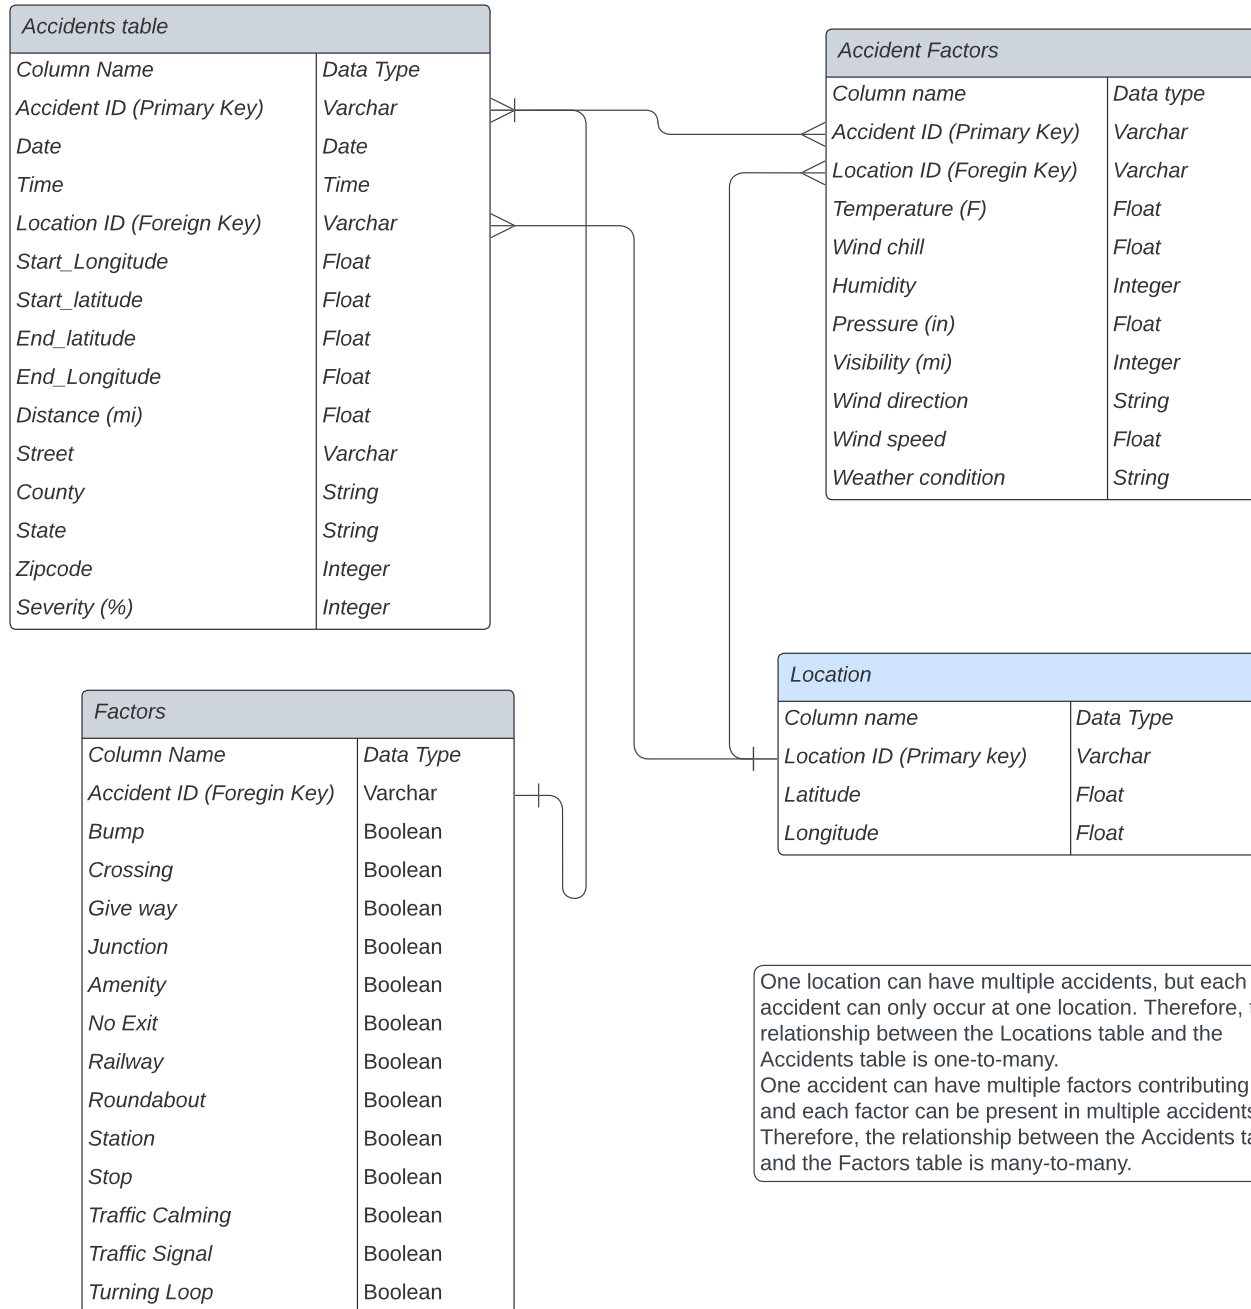 Accidents table
Column Name Data Type
Accident ID (Primary Key) Varchar
Date Date
Time Time
Location ID (Foreign Key) Varchar
Start_Longitude Float
Start_latitude Float
End_latitude Float
End_Longitude Float
Distance (mi) Float
Street Varchar
County String
State String
Zipcode Integer
Severity (%) Integer
Accident Factors
Column name Data type
Accident ID (Primary Key) Varchar
Location ID (Foregin Key) Varchar
Temperature (F) Float
Wind chill Float
Humidity Integer
Pressure (in) Float
Visibility (mi) Integer
Wind direction String
Wind speed Float
Weather condition String
Factors
Column Name Data Type
Accident ID (Foregin Key) Varchar
Bump Boolean
Crossing Boolean
Give way Boolean
Junction Boolean
Amenity Boolean
No Exit Boolean
Railway Boolean
Roundabout Boolean
Station Boolean
Stop Boolean
Traffic Calming Boolean
Traffic Signal Boolean
Turning Loop Boolean
Location
Column name Data Type
Location ID (Primary key) Varchar
Latitude Float
Longitude Float
One location can have multiple accidents, but each
accident can only occur at one location. Therefore,
relationship between the Locations table and the
Accidents table is one-to-many.
One accident can have multiple factors contributing
and each factor can be present in multiple accidents
Therefore, the relationship between the Accidents
and the Factors table is many-to-many.